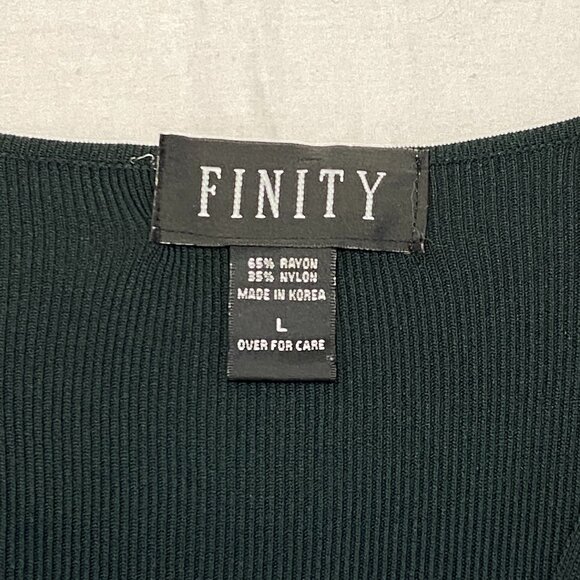 FINITY
65% RAYON
35% NYLON
MADE IN KOREA
L
OVER FOR CARE